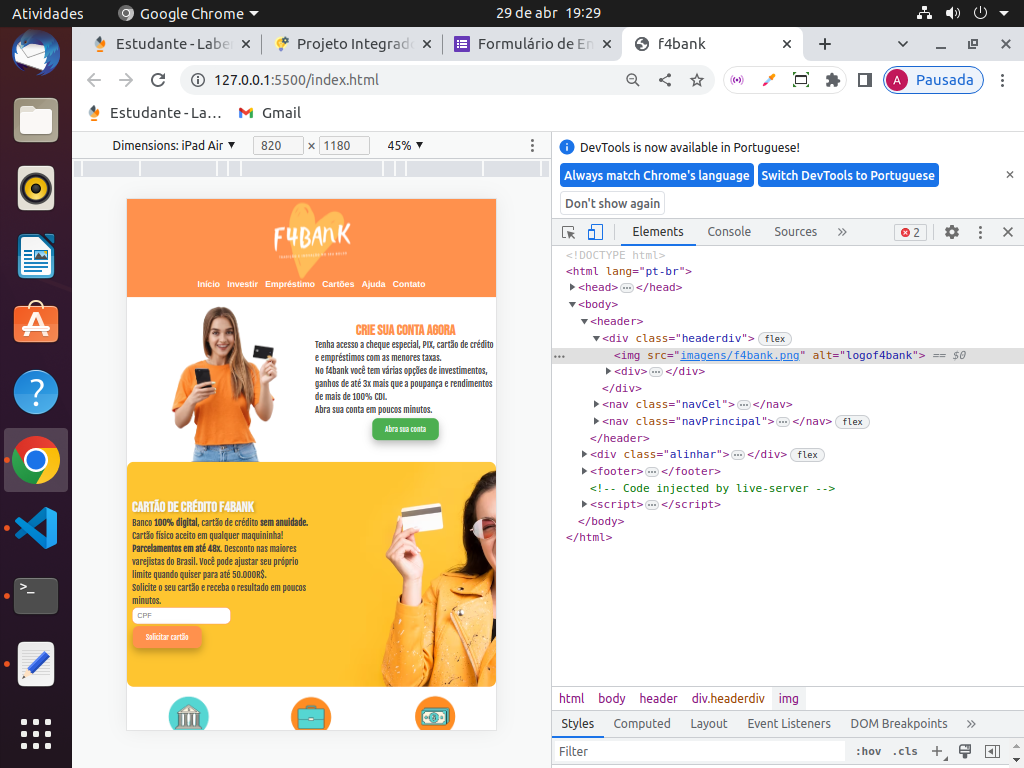 Atividades
Google Chrome
29 de abr 19:29
Estudante - Labe
Projeto Integrado
Formulário de En
f4bank
127.0.0.1:5500/index.html
A Pausada
Estudante - La...
Gmail
Dimensions: iPad Air ▼ 820 × 1180 45% ▼
F4BANK
Início Investir Empréstimo Cartões Ajuda Contato
CRIE SUA CONTA AGORA
Tenha acesso a cheque especial, PIX, cartão de crédito
e empréstimos com as menores taxas.
No f4bank você tem várias opções de investimentos,
ganhos de até 3x mais que a poupança e rendimentos
de mais de 100% CDI.
Abra sua conta em poucos minutos.
Abra sua conta
CARTÃO DE CRÉDITO F4BANK
Banco 100% digital, cartão de crédito sem anuidade.
Cartão físico aceito em qualquer maquininha!
Parcelamentos em até 48x. Desconto nas maiores
varejistas do Brasil. Você pode ajustar seu próprio
limite quando quiser para até 50.000R$.
Solicite o seu cartão e receba o resultado em poucos
minutos.
CPF
Solicitar cartão
DevTools is now available in Portuguese!
Always match Chrome's language
Switch DevTools to Portuguese
Don't show again
Elements Console Sources » 2
<!DOCTYPE html>
<html lang="pt-br">
<head>…</head>
<body>
<header>
<div class="headerdiv"> flex
<img src="imagens/f4bank.png" alt="logof4bank"> == $0
<div>…</div>
</div>
<nav class="navCel">…</nav>
<nav class="navPrincipal">…</nav> flex
</header>
<div class="alinhar">…</div> flex
<footer>…</footer>
<!-- Code injected by live-server -->
<script>…</script>
</body>
</html>
html body header div.headerdiv img
Styles Computed Layout Event Listeners DOM Breakpoints »
Filter :hov .cls +